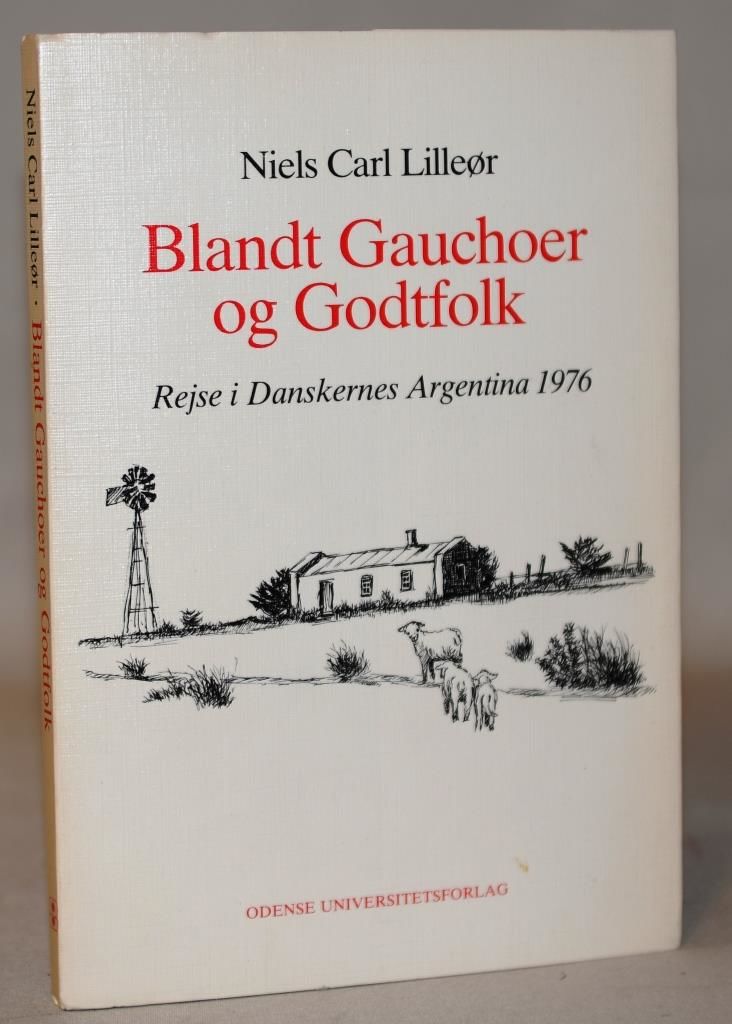 Niels Carl Lilleør
Blandt Gauchoer
og Godtfolk
Rejse i Danskernes Argentina 1976
ODENSE UNIVERSITETSFORLAG
Niels Carl Lilleør · Blandt Gauchoer og Godtfolk